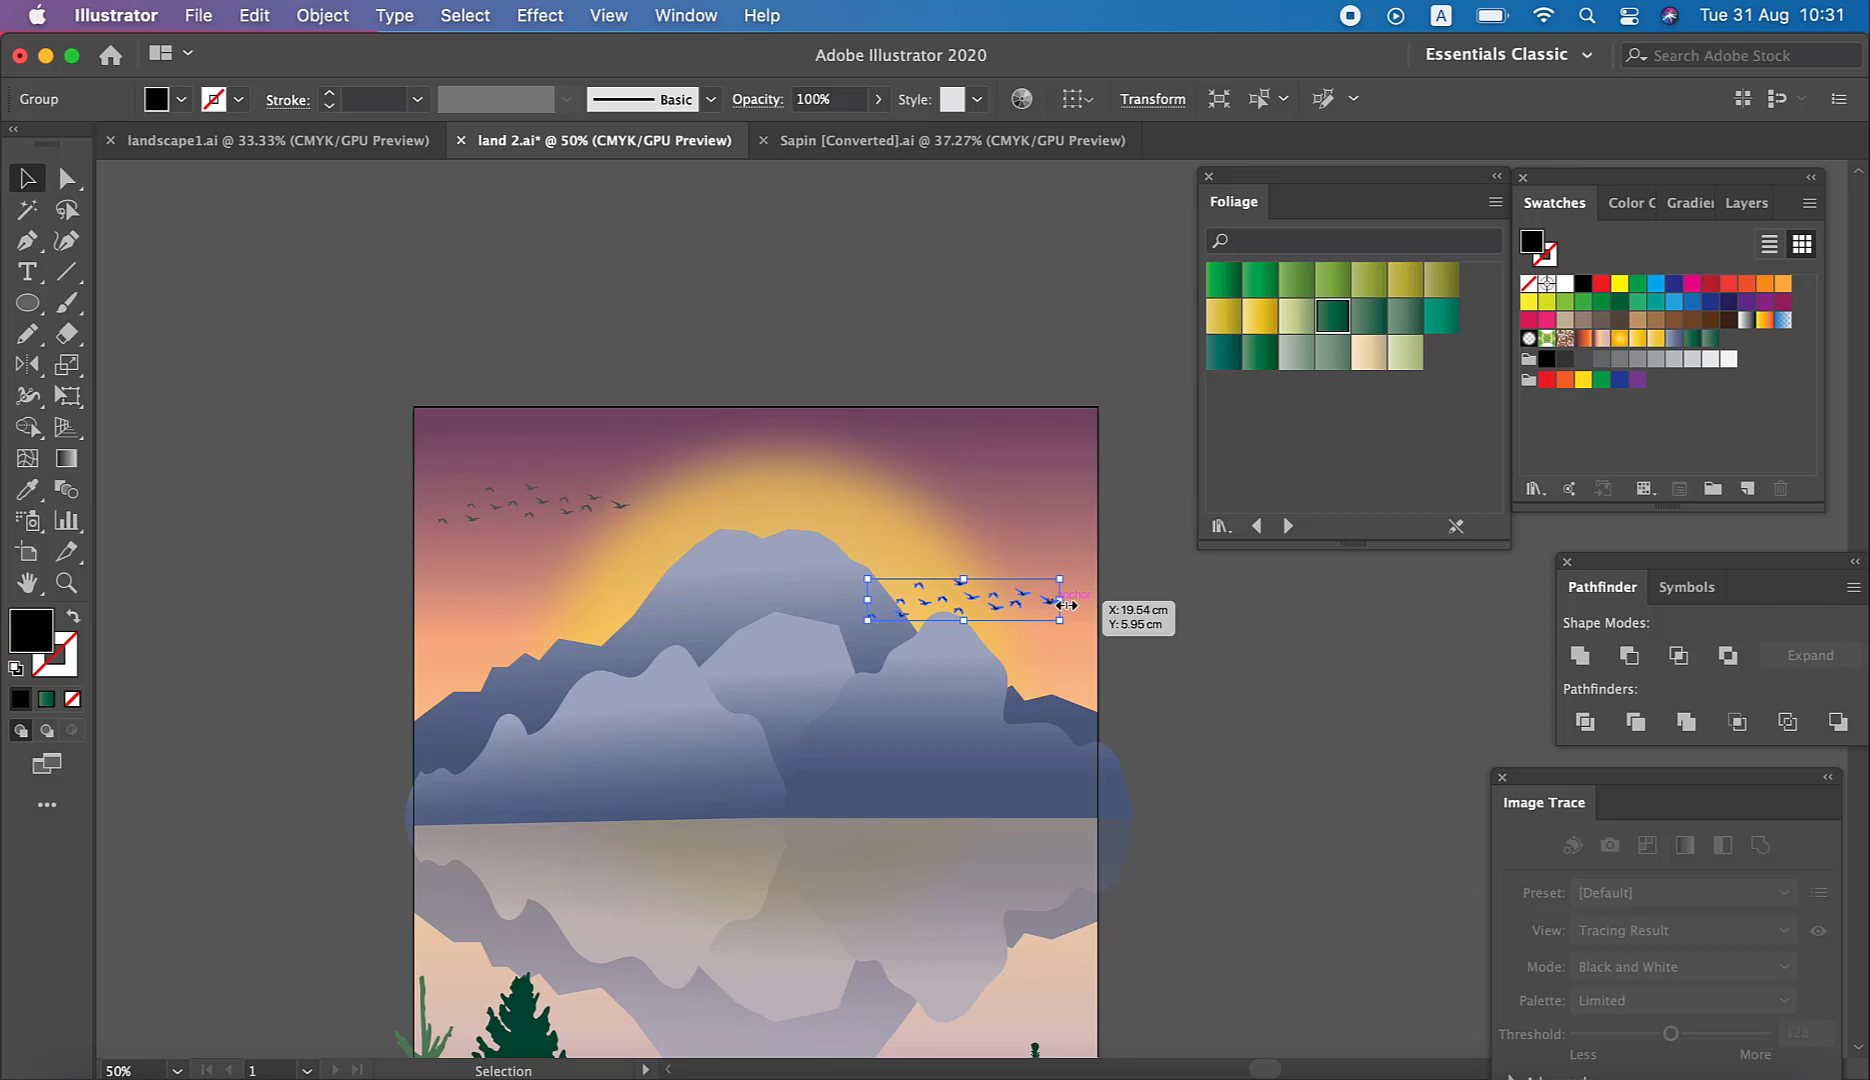 Illustrator File Edit Object Type Select Effect View Window Help A Tue 31 Aug 10:31
Adobe Illustrator 2020 Essentials Classic Search Adobe Stock
Group Stroke: Basic Opacity: 100% Style: Transform
landscape1.ai @ 33.33% (CMYK/GPU Preview) land 2.ai* @ 50% (CMYK/GPU Preview) Sapin [Converted].ai @ 37.27% (CMYK/GPU Preview)
Foliage
Swatches Color C Gradien Layers
anchor
X: 19.54 cm
Y: 5.95 cm
Pathfinder Symbols
Shape Modes:
Expand
Pathfinders:
Image Trace
Preset: [Default]
View: Tracing Result
Mode: Black and White
Palette: Limited
Threshold: 128
Less More
50% 1 Selection